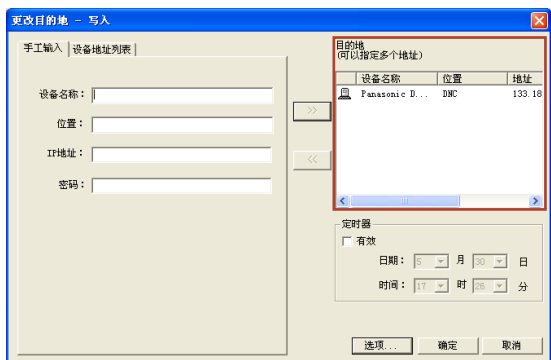 更改目的地 - 写入
手工输入 设备地址列表
设备名称：
位置：
IP地址：
密码：
>>
<<
目的地
(可以指定多个地址)
设备名称 位置 地址
Panasonic D... DNC 133.18
定时器
有效
日期： 5 月 30 日
时间： 17 时 26 分
选项... 确定 取消